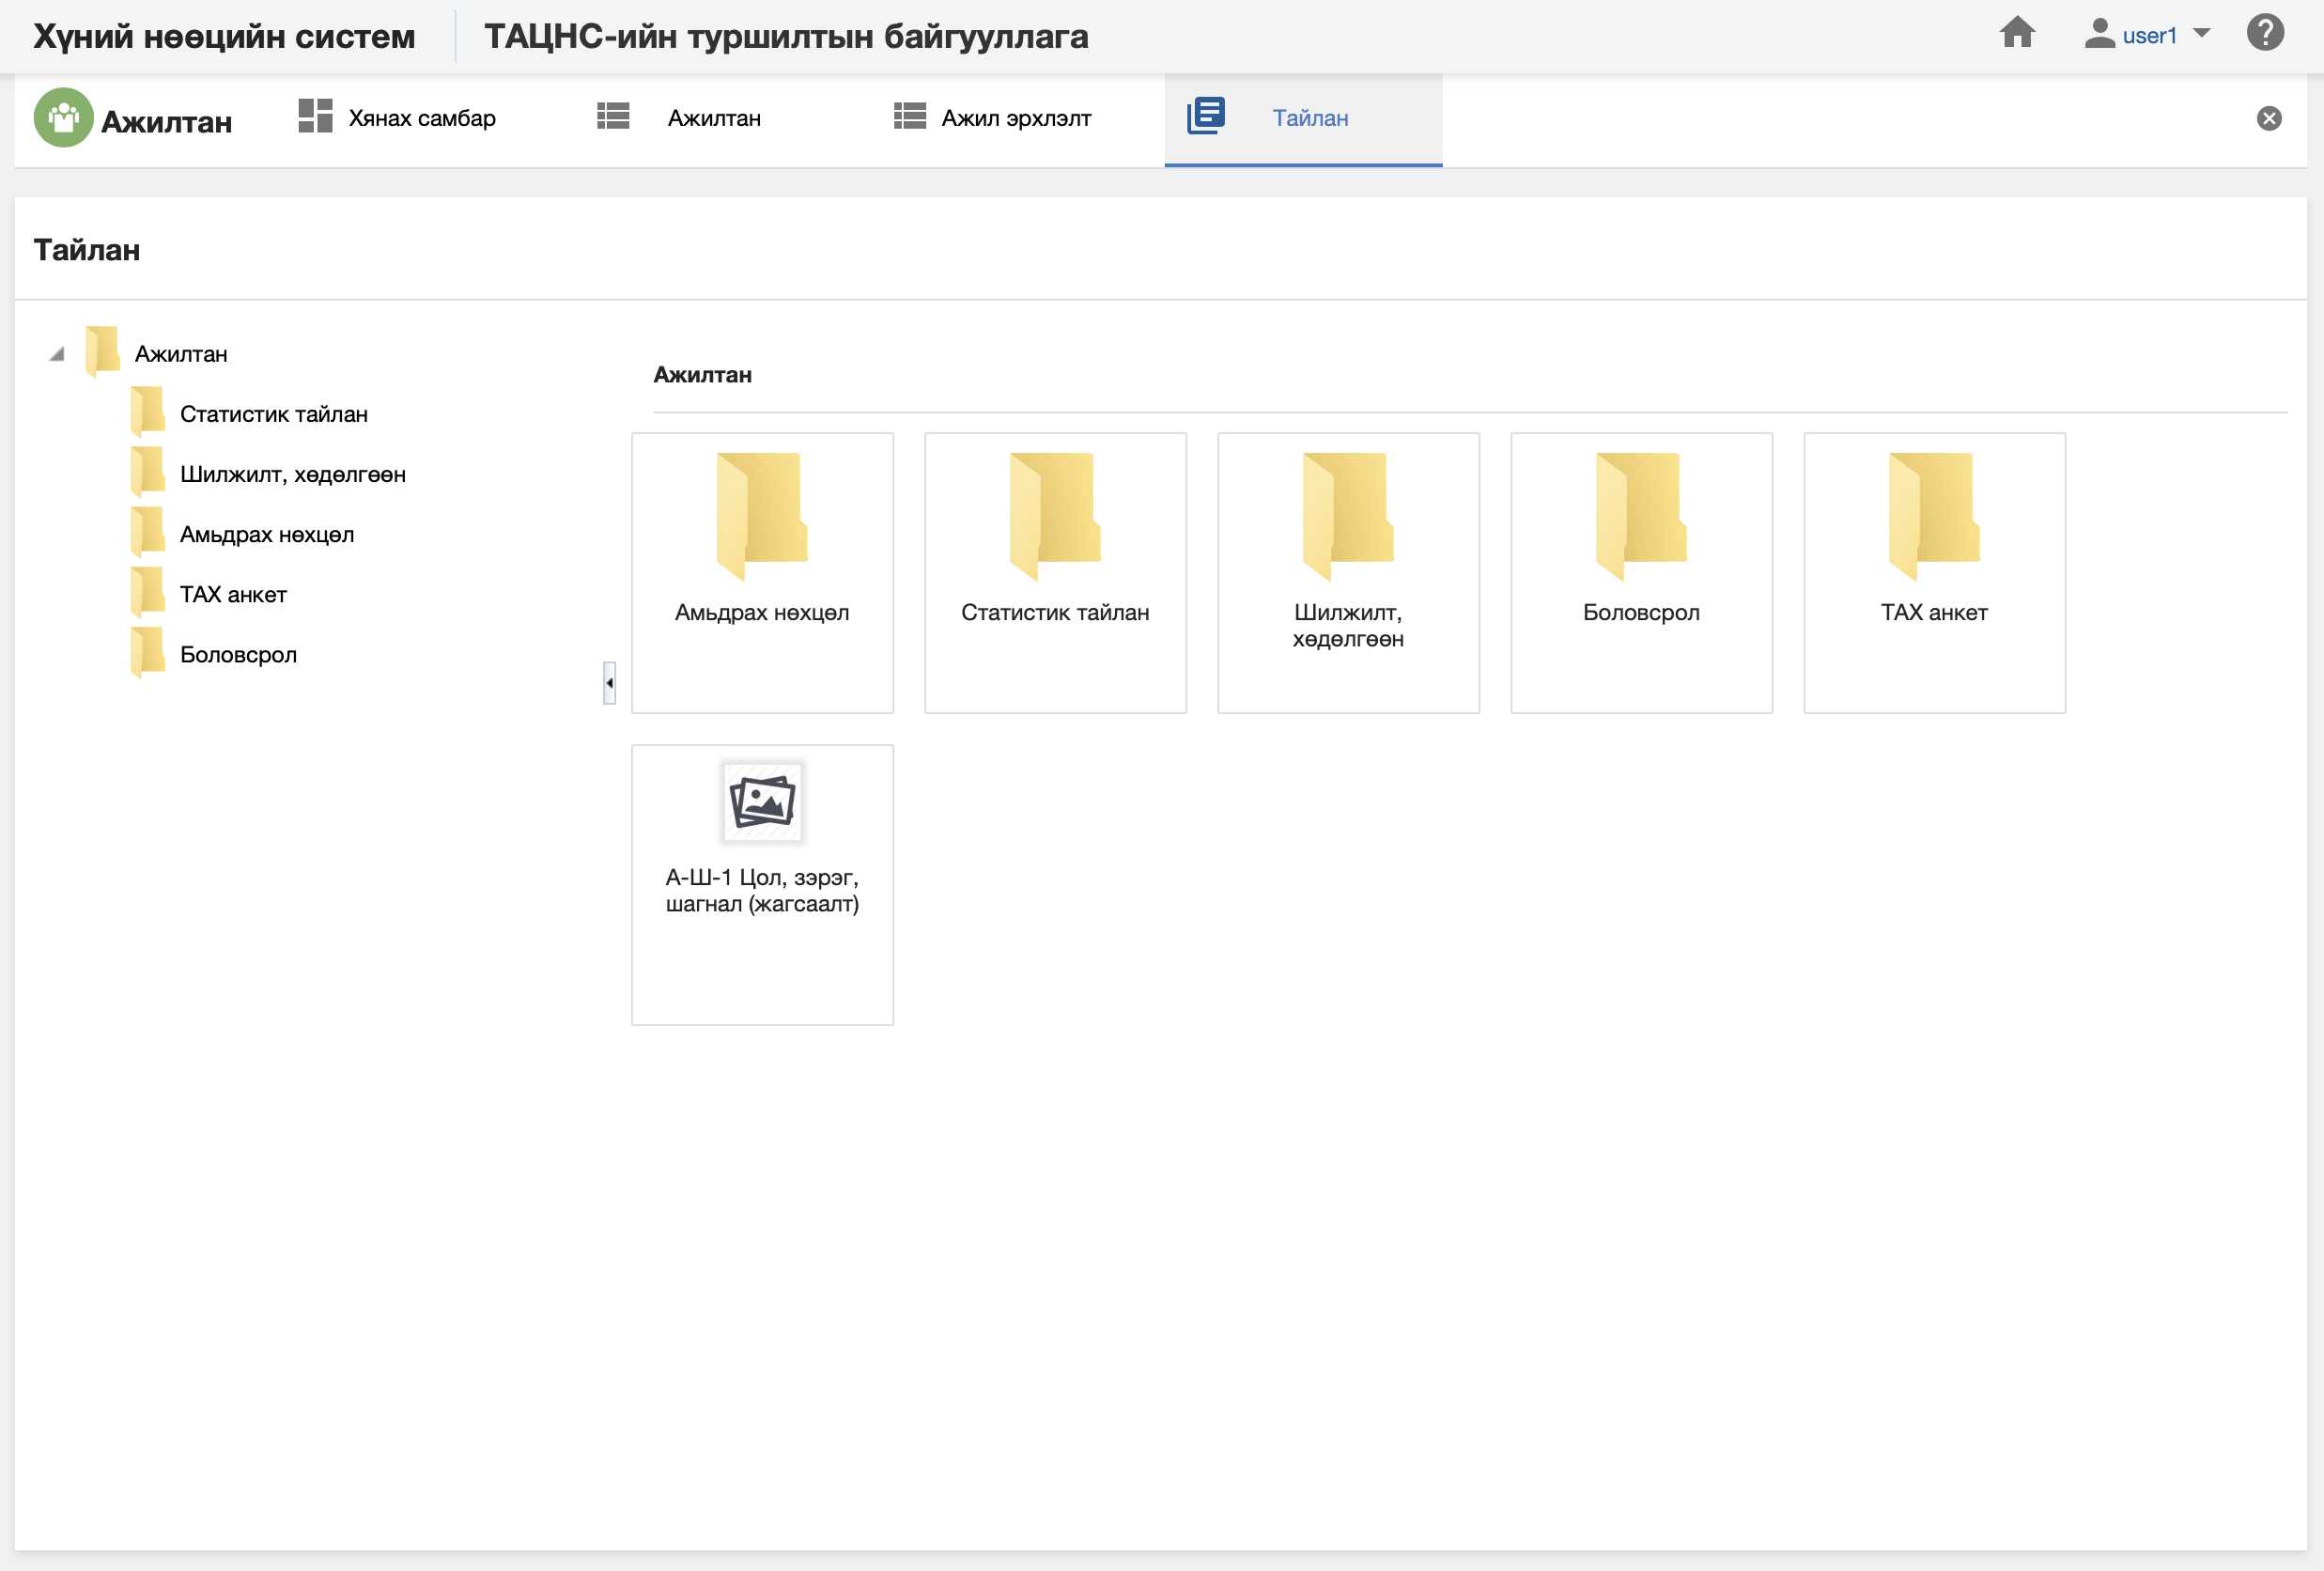 Хүний нөөцийн систем
ТАЦНС-ийн туршилтын байгууллага
user1
Ажилтан
Хянах самбар
Ажилтан
Ажил эрхлэлт
Тайлан
Тайлан
Ажилтан
Статистик тайлан
Шилжилт, хөдөлгөөн
Амьдрах нөхцөл
ТАХ анкет
Боловсрол
Ажилтан
Амьдрах нөхцөл
Статистик тайлан
Шилжилт,
хөдөлгөөн
Боловсрол
ТАХ анкет
А-Ш-1 Цол, зэрэг,
шагнал (жагсаалт)